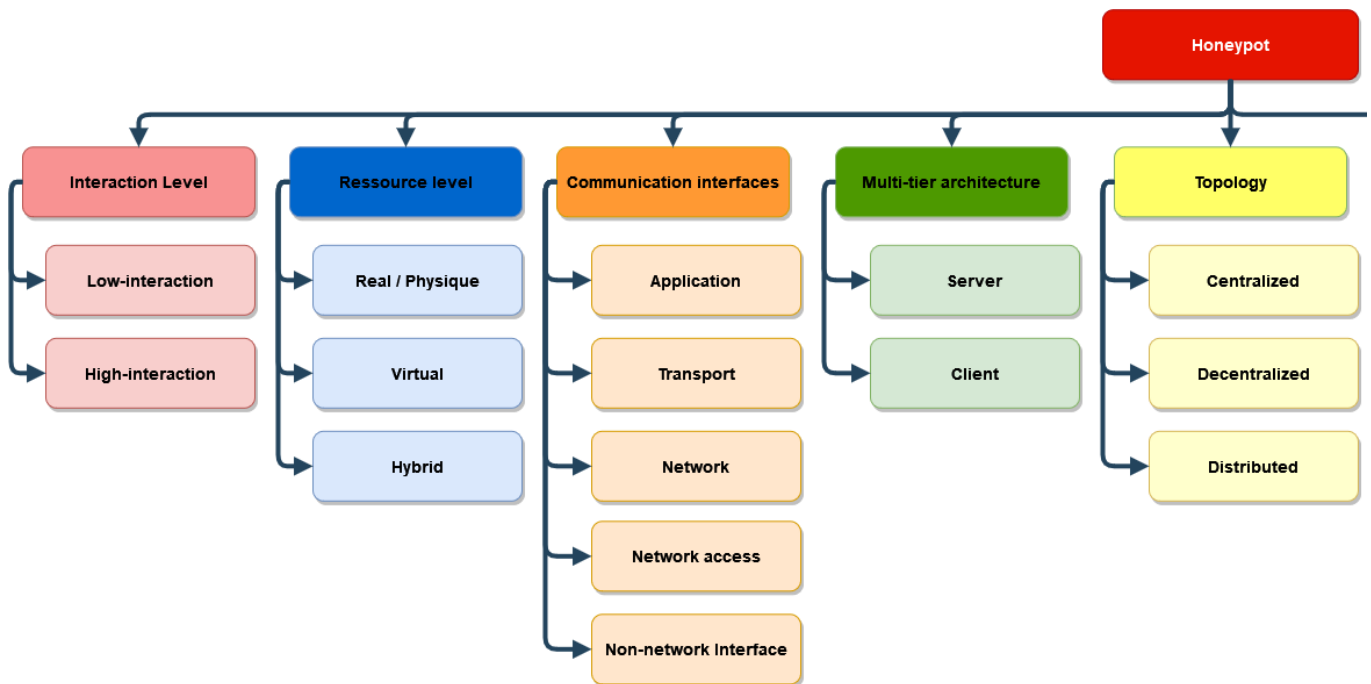 Honeypot
Interaction Level
Ressource level
Communication interfaces
Multi-tier architecture
Topology
Low-interaction
Real / Physique
Application
Server
Centralized
High-interaction
Virtual
Transport
Client
Decentralized
Hybrid
Network
Distributed
Network access
Non-network Interface